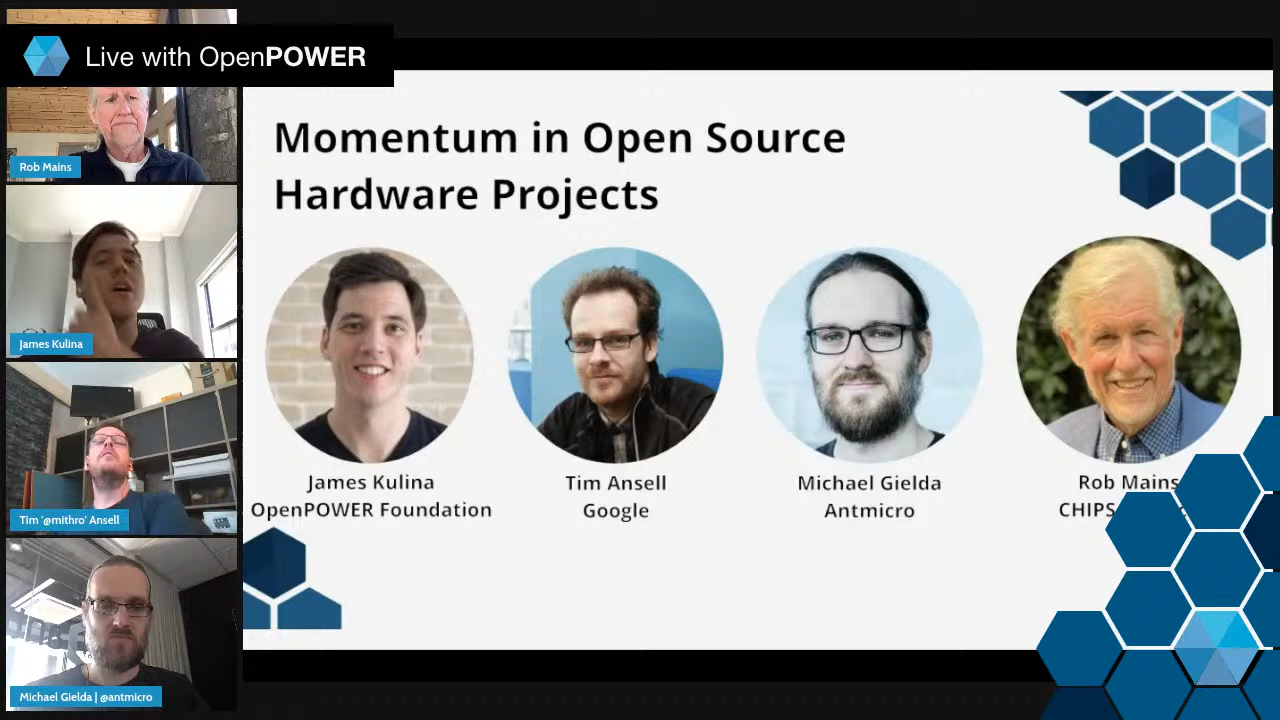 Live with OpenPOWER
Rob Mains
James Kulina
Tim '@mithro' Ansell
Michael Gielda | @antmicro
Momentum in Open Source
Hardware Projects
James Kulina
OpenPOWER Foundation
Tim Ansell
Google
Michael Gielda
Antmicro
Rob Mains
CHIPS